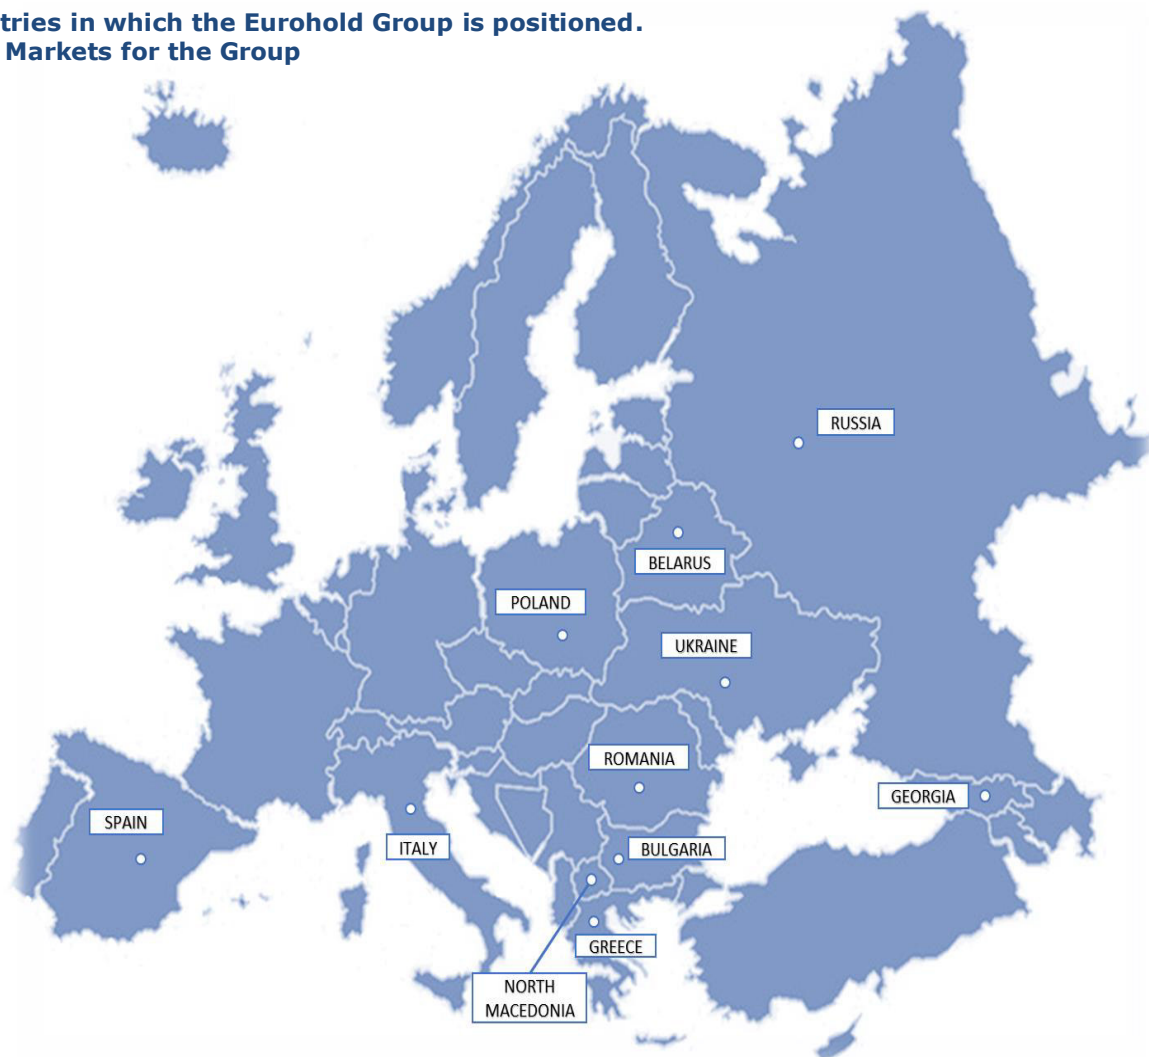 tries in which the Eurohold Group is positioned.
Markets for the Group
RUSSIA
BELARUS
POLAND
UKRAINE
ROMANIA
GEORGIA
SPAIN
ITALY
BULGARIA
GREECE
NORTH
MACEDONIA